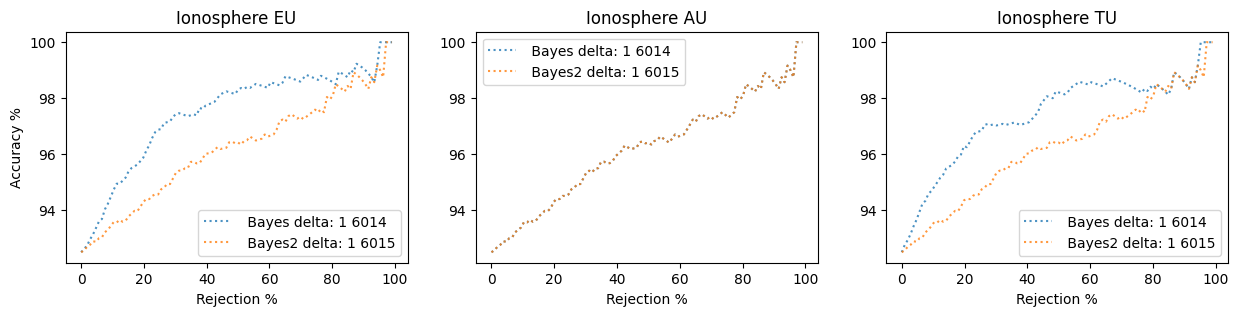 Ionosphere EU
Accuracy %
100
98
96
94
Bayes delta: 1 6014
Bayes2 delta: 1 6015
0 20 40 60 80 100
Rejection %
Ionosphere AU
100
98
96
94
Bayes delta: 1 6014
Bayes2 delta: 1 6015
0 20 40 60 80 100
Rejection %
Ionosphere TU
100
98
96
94
Bayes delta: 1 6014
Bayes2 delta: 1 6015
0 20 40 60 80 100
Rejection %